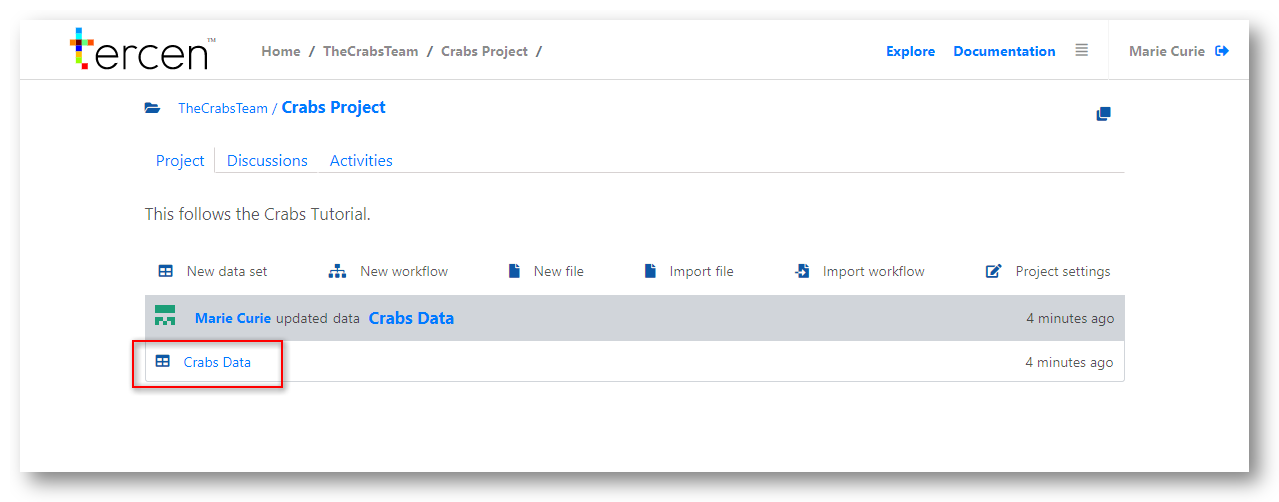 tercen™ Home / TheCrabsTeam / Crabs Project / Explore Documentation Marie Curie
TheCrabsTeam / Crabs Project
Project Discussions Activities
This follows the Crabs Tutorial.
New data set New workflow New file Import file Import workflow Project settings
Marie Curie updated data Crabs Data 4 minutes ago
Crabs Data 4 minutes ago